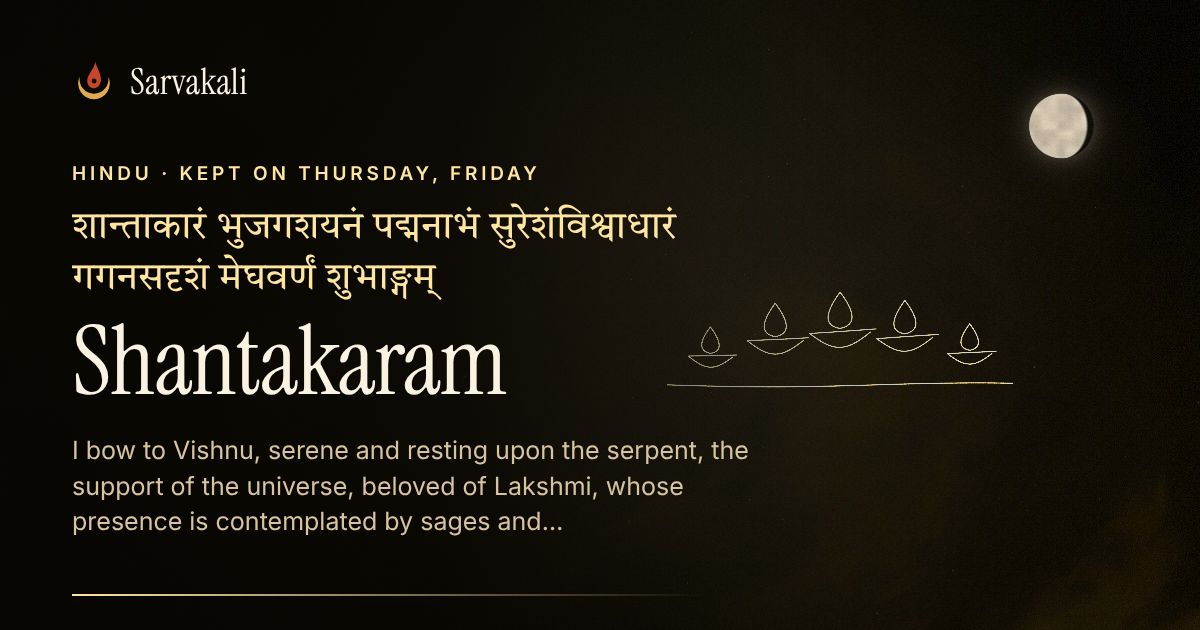 Sarvakali
HINDU · KEPT ON THURSDAY, FRIDAY
शान्ताकारं भुजगशयनं पद्मनाभं सुरेशंविश्वाधारं
गगनसदृशं मेघवर्णं शुभाङ्गम्
Shantakaram
I bow to Vishnu, serene and resting upon the serpent, the
support of the universe, beloved of Lakshmi, whose
presence is contemplated by sages and...